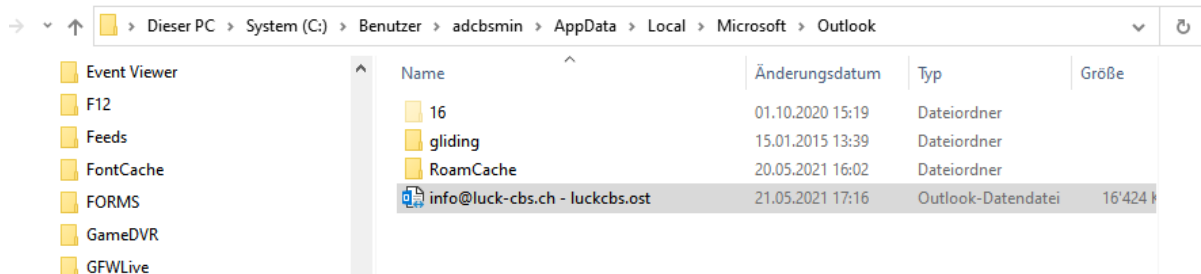 Dieser PC > System (C:) > Benutzer > adcbsmin > AppData > Local > Microsoft > Outlook
Event Viewer
F12
Feeds
FontCache
FORMS
GameDVR
GFWLive
Name Änderungsdatum Typ Größe
16 01.10.2020 15:19 Dateiordner
gliding 15.01.2015 13:39 Dateiordner
RoamCache 20.05.2021 16:02 Dateiordner
info@luck-cbs.ch - luckcbs.ost 21.05.2021 17:16 Outlook-Datendatei 16'424